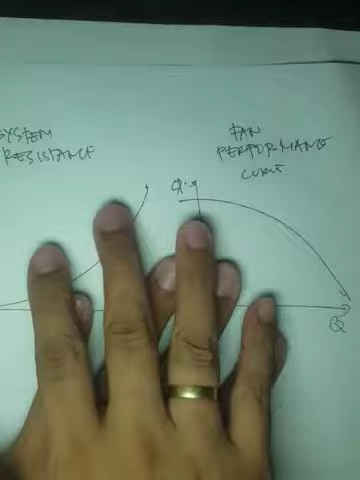 SYSTEM
RESISTANCE
FAN
PERFORMANCE
CURVE
Q